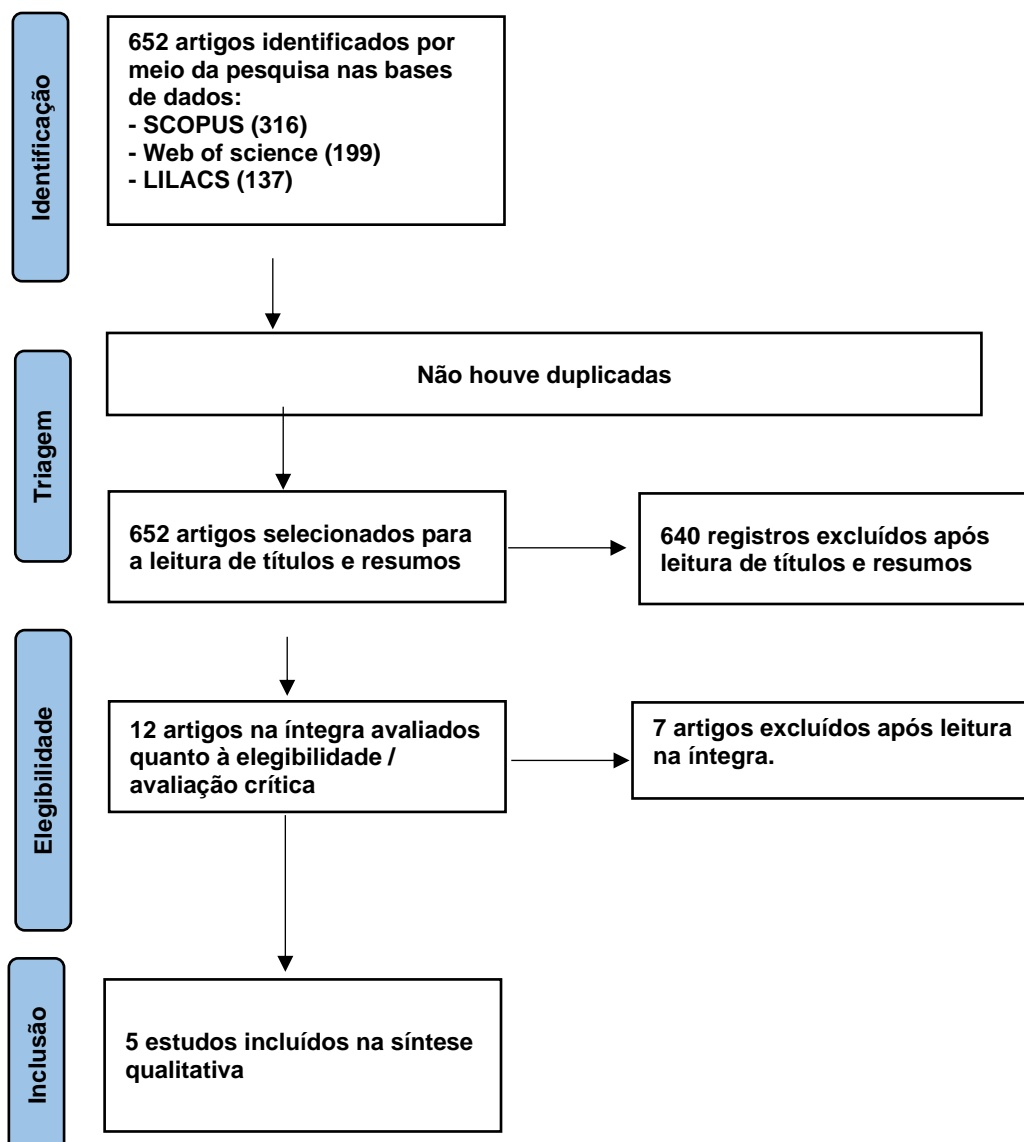 Identificação
652 artigos identificados por
meio da pesquisa nas bases
de dados:
- SCOPUS (316)
- Web of science (199)
- LILACS (137)
Triagem
Não houve duplicadas
652 artigos selecionados para
a leitura de títulos e resumos
640 registros excluídos após
leitura de títulos e resumos
Elegibilidade
12 artigos na íntegra avaliados
quanto à elegibilidade /
avaliação crítica
7 artigos excluídos após leitura
na íntegra.
Inclusão
5 estudos incluídos na síntese
qualitativa